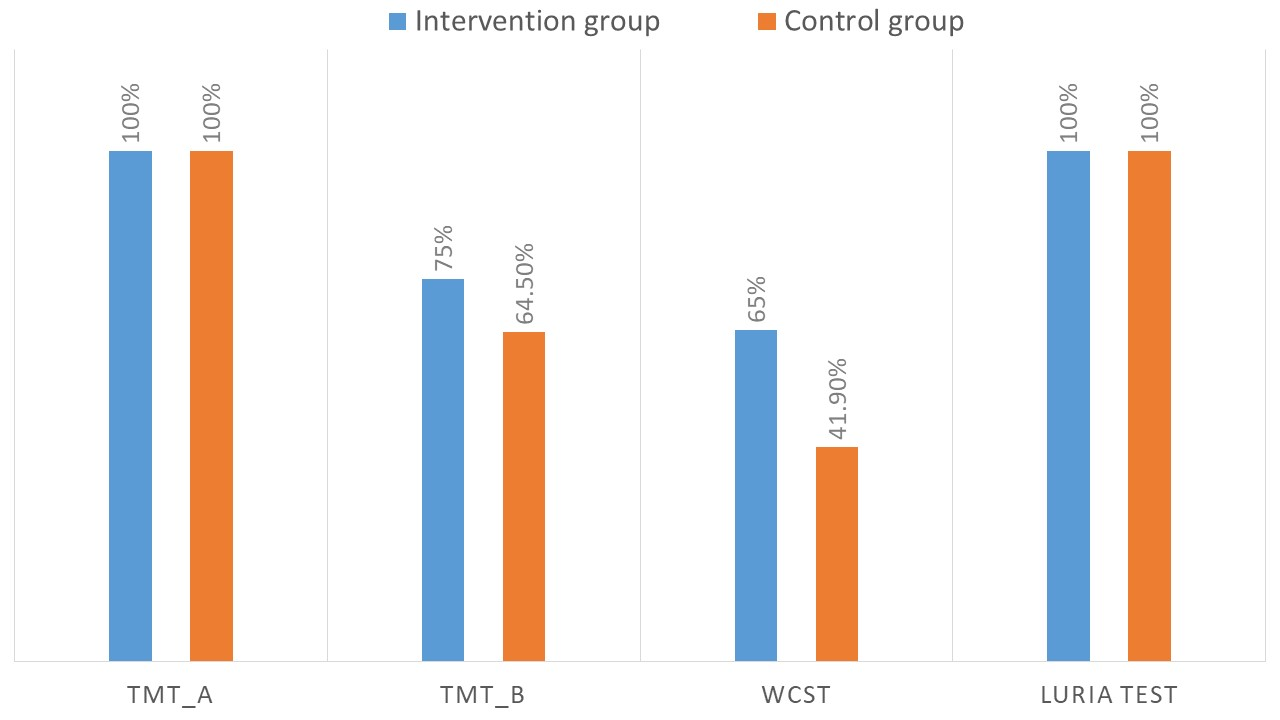 Intervention group Control group
100% 100% 75% 64.50% 65% 41.90% 100% 100%
TMT_A TMT_B WCST LURIA TEST